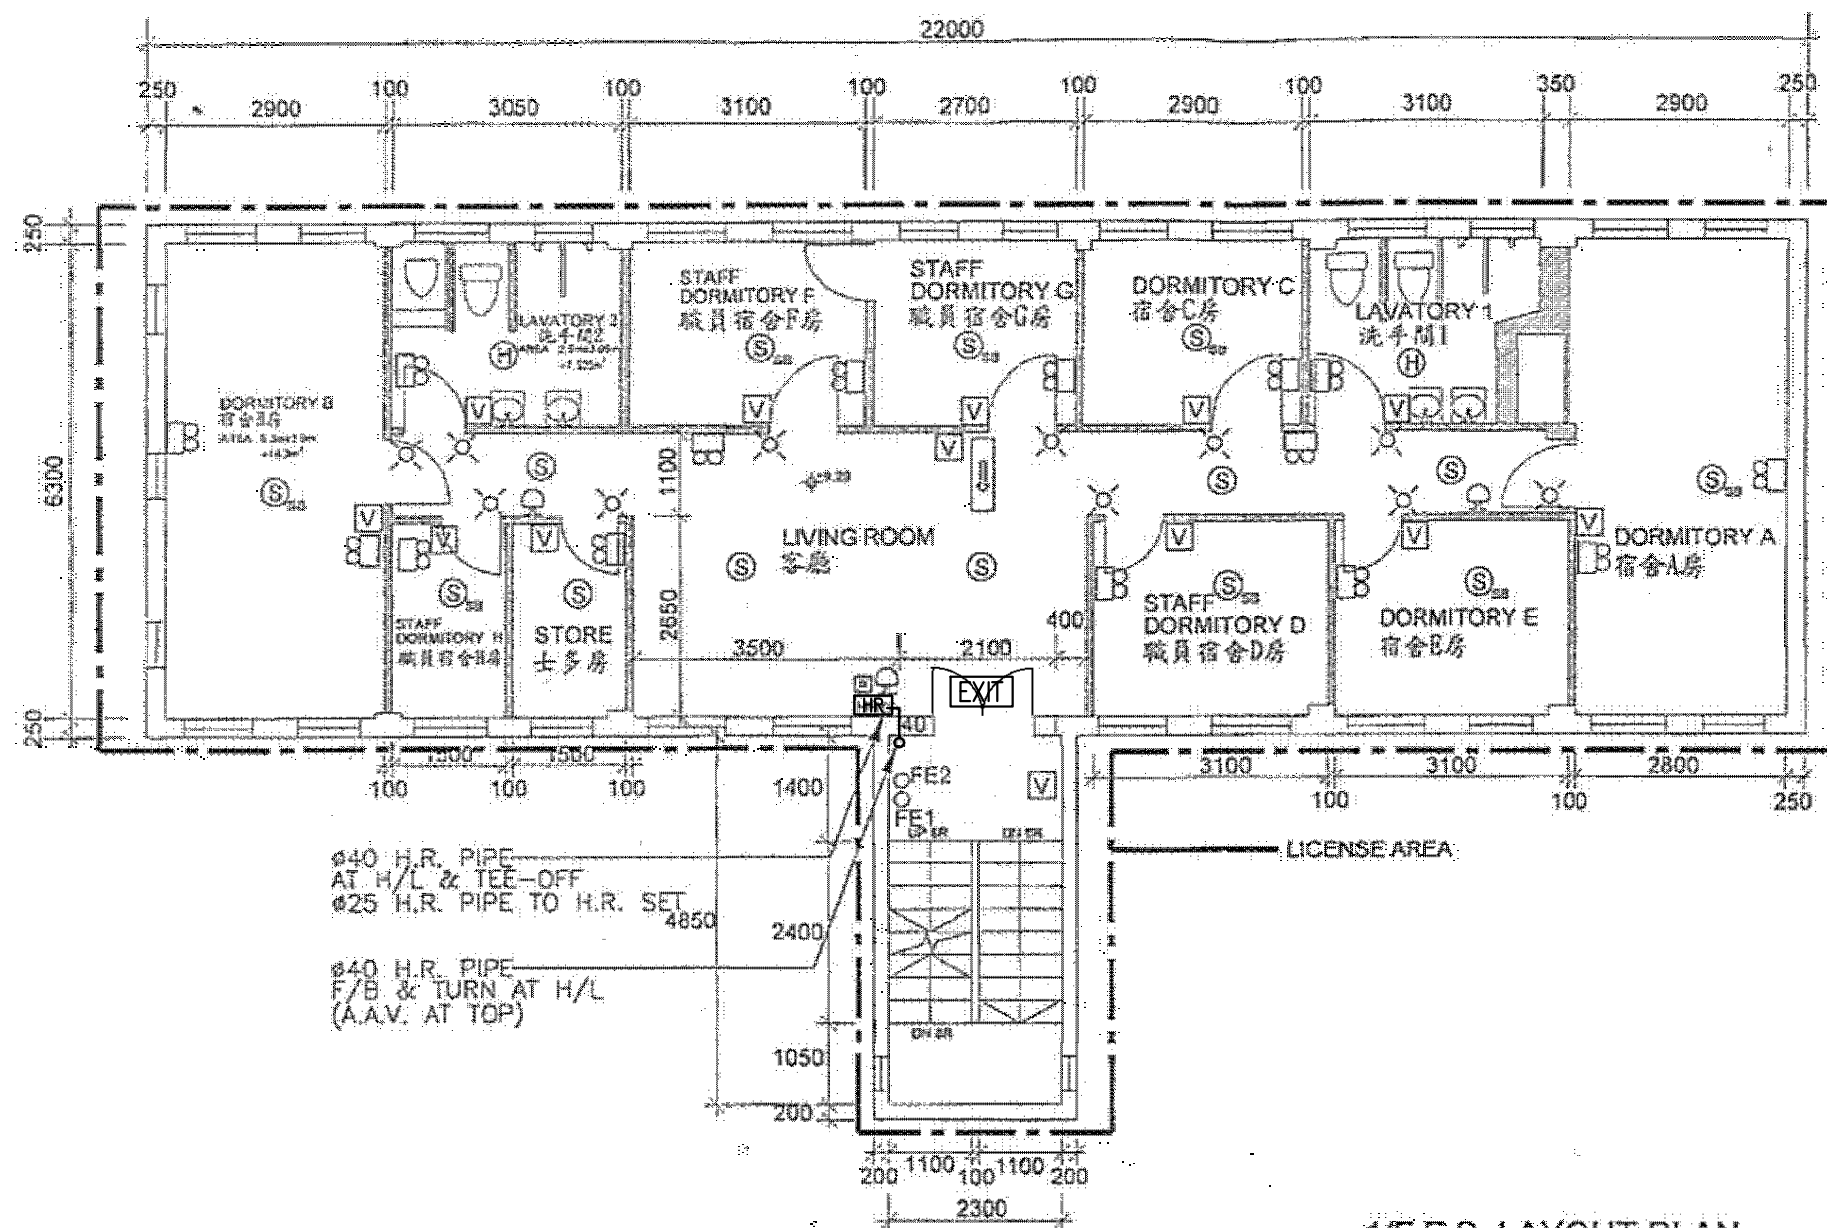 22000
250
2900
100
3050
100
3100
100
2700
100
2900
100
3100
350
2900
250
250
6300
250
DORMITORY B
宿舍B房
LAVATORY 2
洗手間2
H
STAFF
DORMITORY F
職員宿舍F房
STAFF
DORMITORY G
職員宿舍G房
DORMITORY C
宿舍C房
LAVATORY 1
洗手間1
H
S
S
S
V
V
V
V
V
V
S
S
S
S
S
1100
2650
LIVING ROOM
客廳
S
S
V
V
V
V
V
V
DORMITORY A
宿舍A房
STAFF
DORMITORY H
職員宿舍H房
S
STORE
士多房
S
STAFF
DORMITORY D
職員宿舍D房
S
DORMITORY E
宿舍E房
S
3500
2100
400
HR
EXIT
40
FE2
FE1
V
1300
1500
100
100
100
1400
3100
3100
2800
100
100
250
LICENSE AREA
ø40 H.R. PIPE
AT H/L & TEE-OFF
ø25 H.R. PIPE TO H.R. SET
4850
2400
ø40 H.R. PIPE
F/B & TURN AT H/L
(A.A.V. AT TOP)
1050
200
200
1100
100
1100
200
2300
LAYOUT PLAN